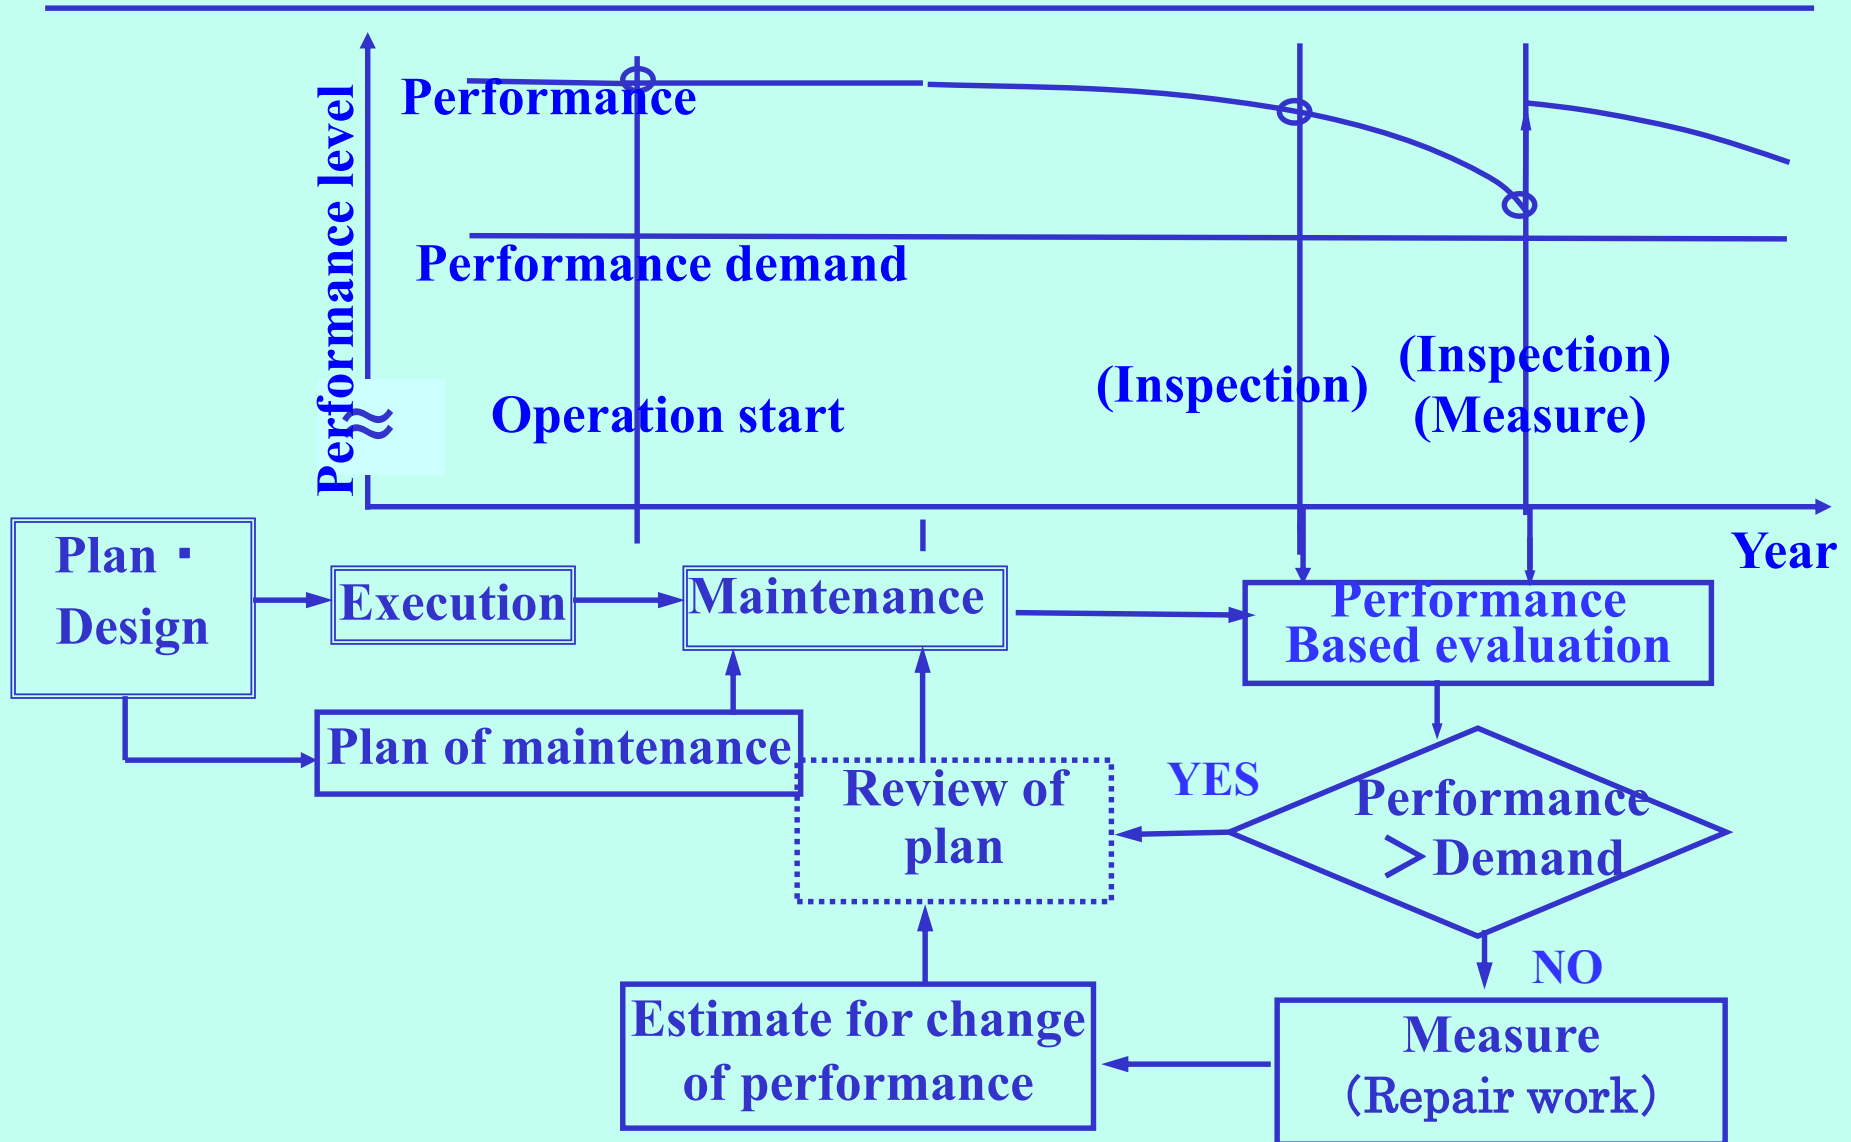 Performance level
Performance
Performance demand
(Inspection)
(Inspection)
(Measure)
Operation start
Year
Plan ・
Design
Execution
Maintenance
Performance
Based evaluation
Plan of maintenance
Review of
plan
YES
Performance
＞Demand
NO
Estimate for change
of performance
Measure
（Repair work）